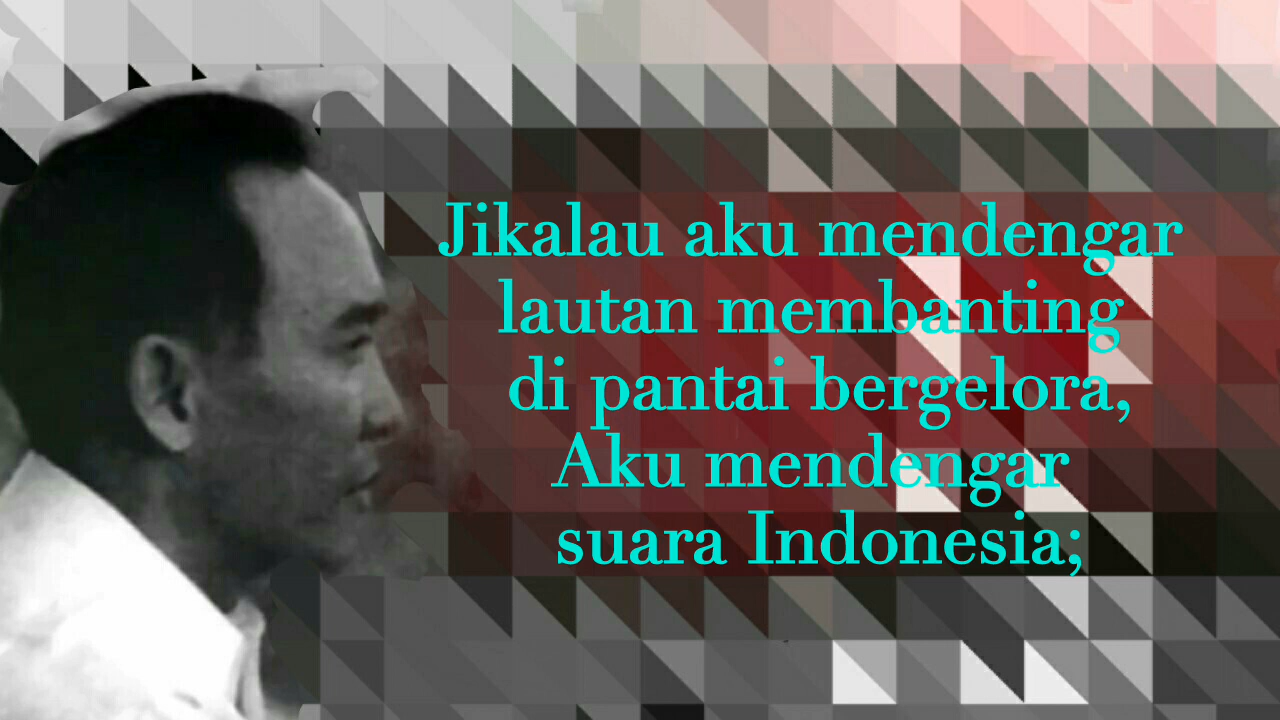 Jikalau aku mendengar
lautan membanting
di pantai bergelora,
Aku mendengar
suara Indonesia;